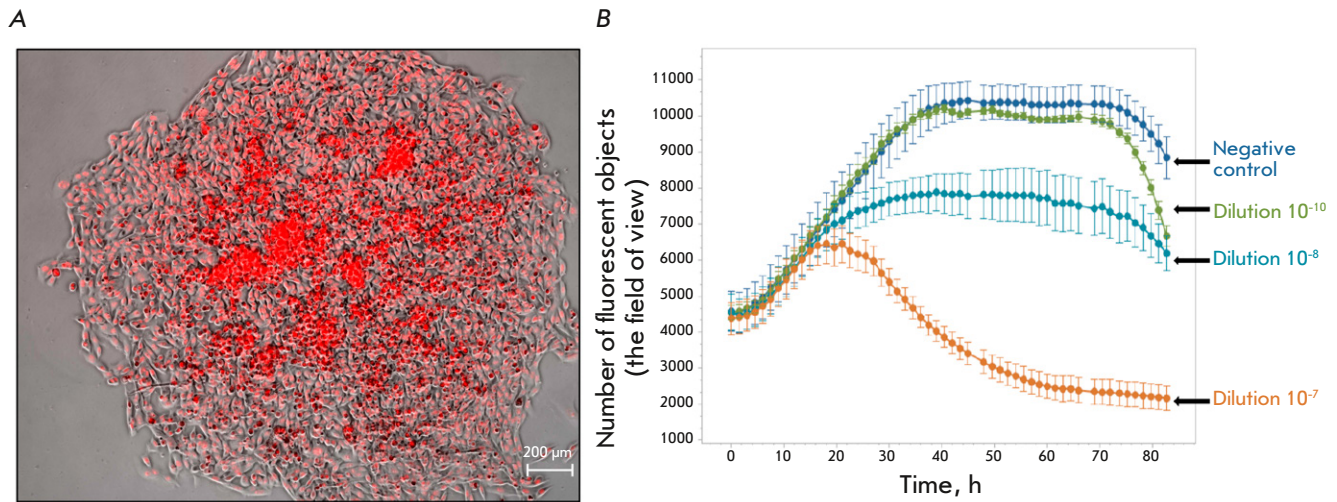 A
B
200 µm
Number of fluorescent objects
(the field of view)
11000
10000
9000
8000
7000
6000
5000
4000
3000
2000
1000
0
10
20
30
40
50
60
70
80
Time, h
Negative
control
Dilution 10⁻¹⁰
Dilution 10⁻⁸
Dilution 10⁻⁷